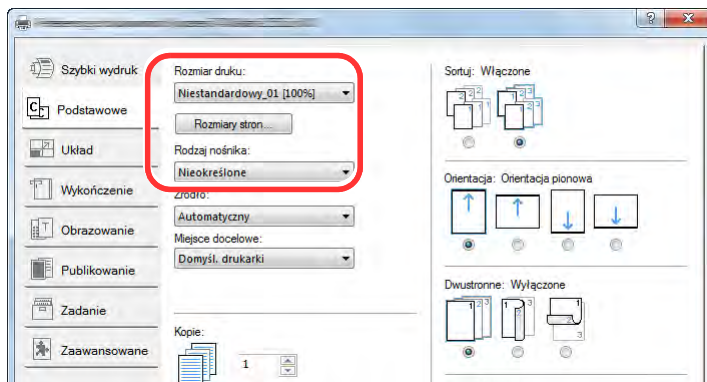 Szybki wydruk
Podstawowe
Układ
Wykończenie
Obrazowanie
Publikowanie
Zadanie
Zaawansowane
Rozmiar druku:
Niestandardowy_01 [100%]
Rozmiary stron...
Rodzaj nośnika:
Nieokreślone
Źródło:
Automatyczny
Miejsce docelowe:
Domyśl. drukarki
Kopie:
1
Sortuj: Włączone
Orientacja: Orientacja pionowa
Dwustronne: Wyłączone